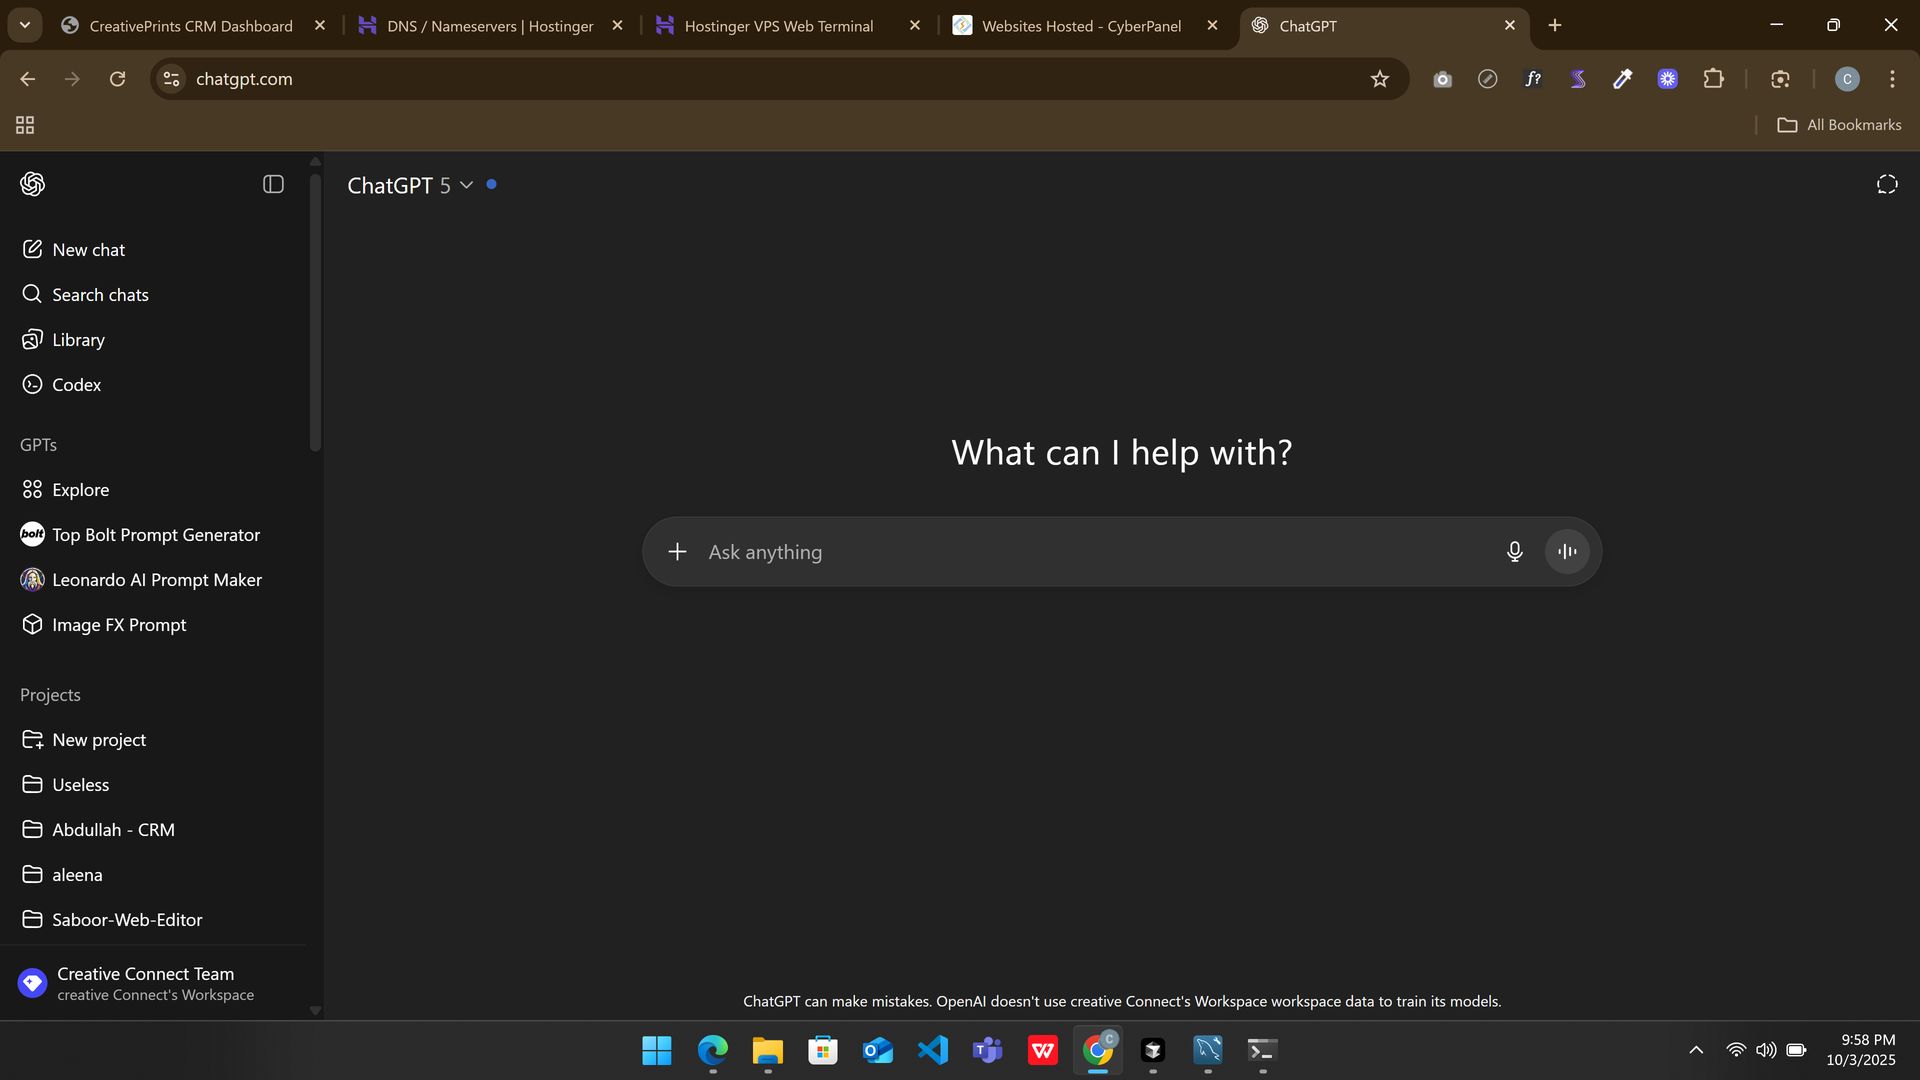 CreativePrints CRM Dashboard
DNS / Nameservers | Hostinger
Hostinger VPS Web Terminal
Websites Hosted - CyberPanel
ChatGPT
chatgpt.com
f?
C
All Bookmarks
ChatGPT 5
New chat
Search chats
Library
Codex
GPTs
Explore
bolt
Top Bolt Prompt Generator
Leonardo AI Prompt Maker
Image FX Prompt
Projects
New project
Useless
Abdullah - CRM
aleena
Saboor-Web-Editor
Creative Connect Team
creative Connect's Workspace
What can I help with?
Ask anything
ChatGPT can make mistakes. OpenAI doesn't use creative Connect's Workspace workspace data to train its models.
C
9:58 PM
10/3/2025